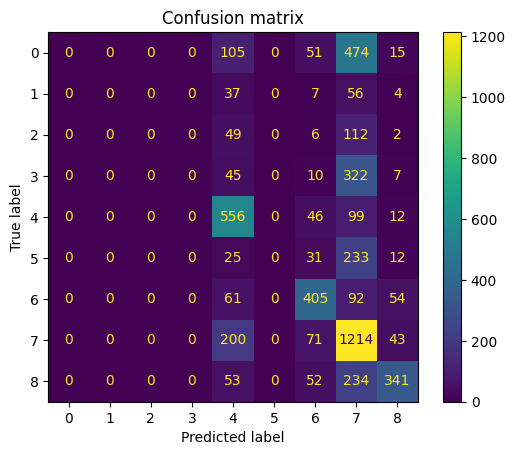 Confusion matrix
0 0 0 0 0 105 0 51 474 15
1 0 0 0 0 37 0 7 56 4
2 0 0 0 0 49 0 6 112 2
3 0 0 0 0 45 0 10 322 7
4 0 0 0 0 556 0 46 99 12
5 0 0 0 0 25 0 31 233 12
6 0 0 0 0 61 0 405 92 54
7 0 0 0 0 200 0 71 1214 43
8 0 0 0 0 53 0 52 234 341
0 1 2 3 4 5 6 7 8
Predicted label
True label
1200
1000
800
600
400
200
0